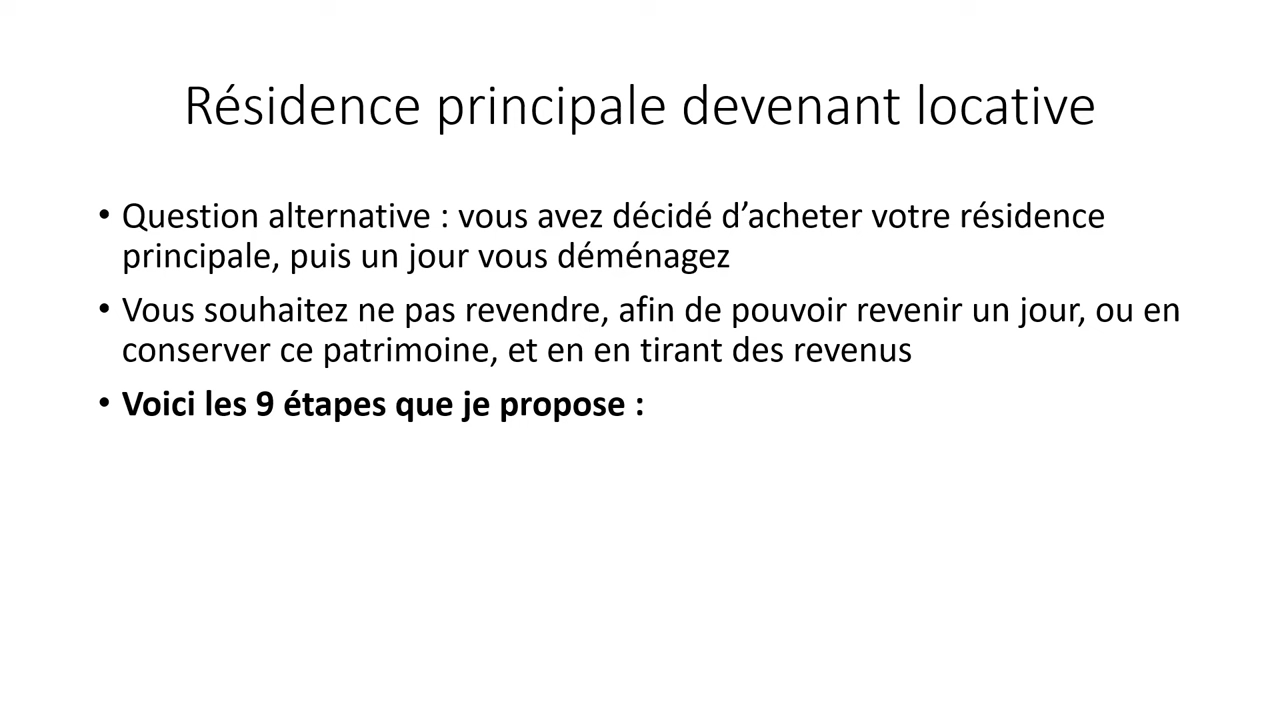 Résidence principale devenant locative
• Question alternative : vous avez décidé d’acheter votre résidence
principale, puis un jour vous déménagez
• Vous souhaitez ne pas revendre, afin de pouvoir revenir un jour, ou en
conserver ce patrimoine, et en en tirant des revenus
• Voici les 9 étapes que je propose :